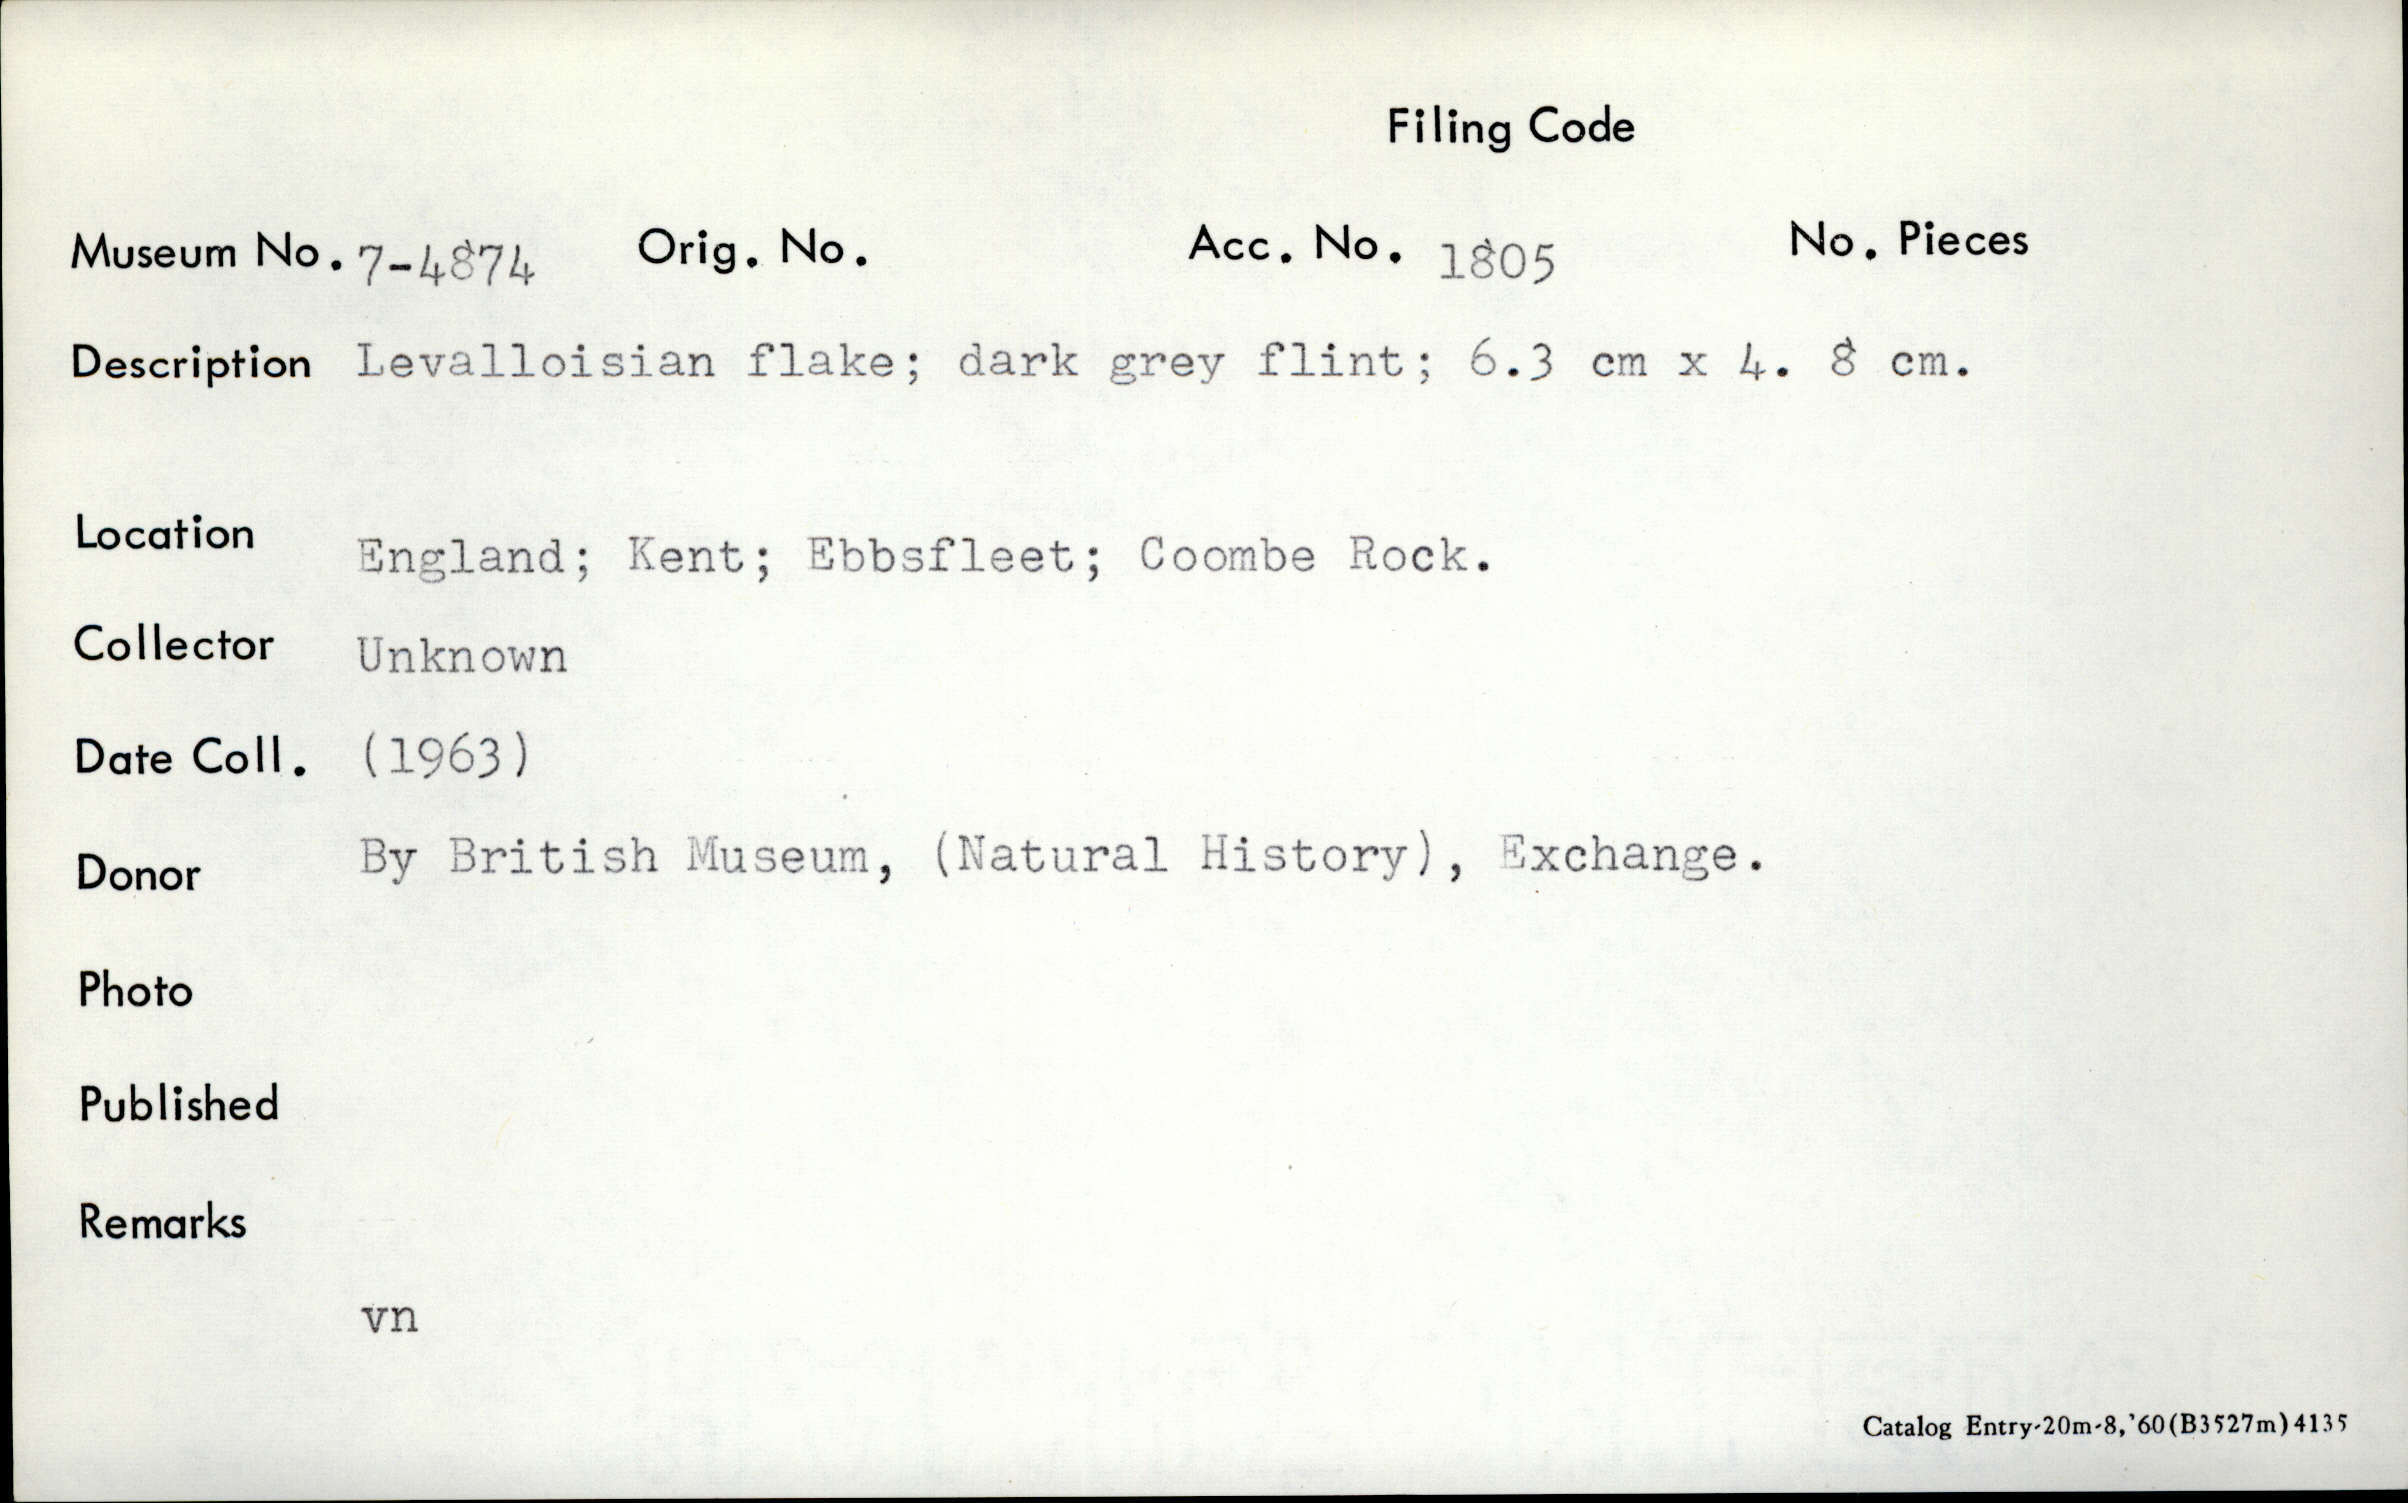 Filing Code
Museum No. 7-4874 Orig. No. Acc. No. 1805 No. Pieces
Description Levalloisian flake; dark grey flint; 6.3 cm x 4. 8 cm.
Location England; Kent; Ebbsfleet; Coombe Rock.
Collector Unknown
Date Coll. (1963)
Donor By British Museum, (Natural History), Exchange.
Photo
Published
Remarks
vn
Catalog Entry-20m-8,'60(B3527m)4135